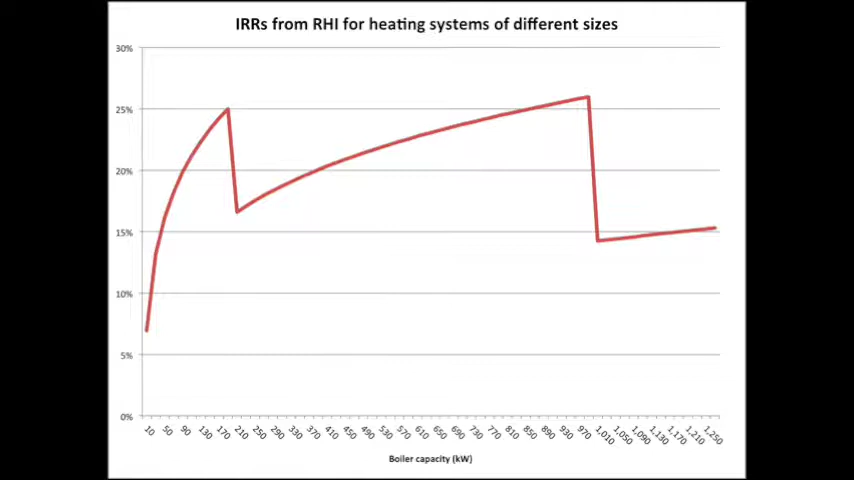 IRRs from RHI for heating systems of different sizes
30%
25%
20%
15%
10%
5%
0%
10 50 90 130 170 210 250 290 330 370 410 450 490 530 570 610 650 690 730 770 810 850 890 930 970 1,010 1,050 1,090 1,130 1,170 1,210 1,250
Boiler capacity (kW)